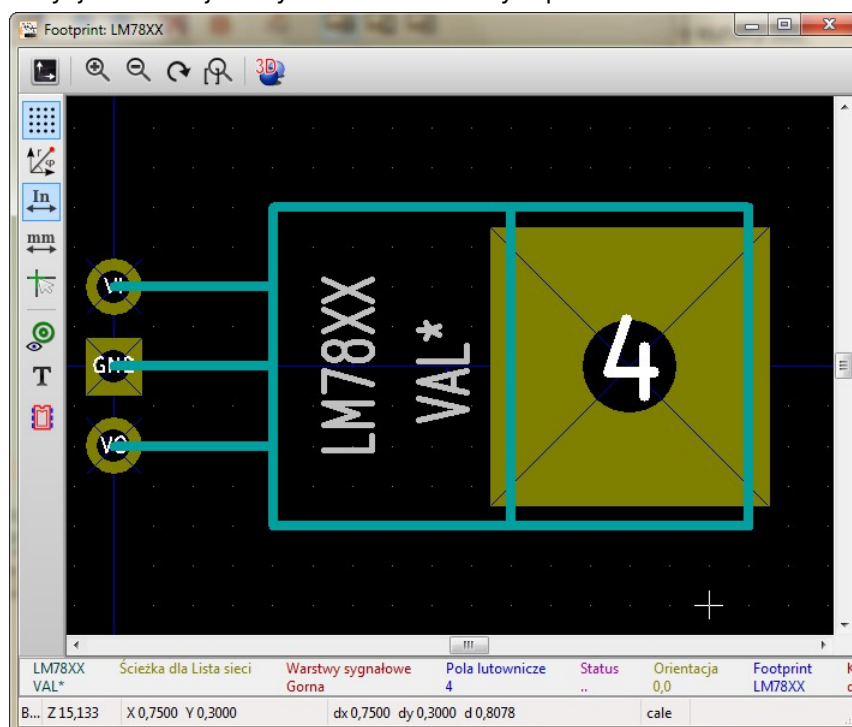 Footprint: LM78XX
3D
In
mm
T
VI
GND
VO
LM78XX
VAL*
4
LM78XX Ścieżka dla Lista sieci Warstwy sygnałowe Pola lutownicze Status Orientacja Footprint
VAL* Gorna 4 .. 0,0 LM78XX
B... Z 15,133 X 0,7500 Y 0,3000 dx 0,7500 dy 0,3000 d 0,8078 cale